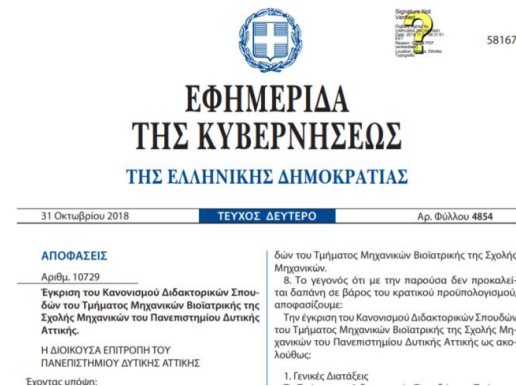 Signature Not
Verified
58167
ΕΦΗΜΕΡΙΔΑ
ΤΗΣ ΚΥΒΕΡΝΗΣΕΩΣ
ΤΗΣ ΕΛΛΗΝΙΚΗΣ ΔΗΜΟΚΡΑΤΙΑΣ
31 Οκτωβρίου 2018
ΤΕΥΧΟΣ ΔΕΥΤΕΡΟ
Αρ. Φύλλου 4854
ΑΠΟΦΑΣΕΙΣ
Αριθμ. 10729
Έγκριση του Κανονισμού Διδακτορικών Σπου-
δών του Τμήματος Μηχανικών Βιοϊατρικής της
Σχολής Μηχανικών του Πανεπιστημίου Δυτικής
Αττικής.
Η ΔΙΟΙΚΟΥΣΑ ΕΠΙΤΡΟΠΗ ΤΟΥ
ΠΑΝΕΠΙΣΤΗΜΙΟΥ ΔΥΤΙΚΗΣ ΑΤΤΙΚΗΣ
Έχοντας υπόψη:
δών του Τμήματος Μηχανικών Βιοϊατρικής της Σχολής
Μηχανικών.
8. Το γεγονός ότι με την παρούσα δεν προκαλεί-
ται δαπάνη σε βάρος του κρατικού προϋπολογισμού,
αποφασίζουμε:
Την έγκριση του Κανονισμού Διδακτορικών Σπουδών
του Τμήματος Μηχανικών Βιοϊατρικής της Σχολής Μη-
χανικών του Πανεπιστημίου Δυτικής Αττικής ως ακο-
λούθως:
1. Γενικές Διατάξεις